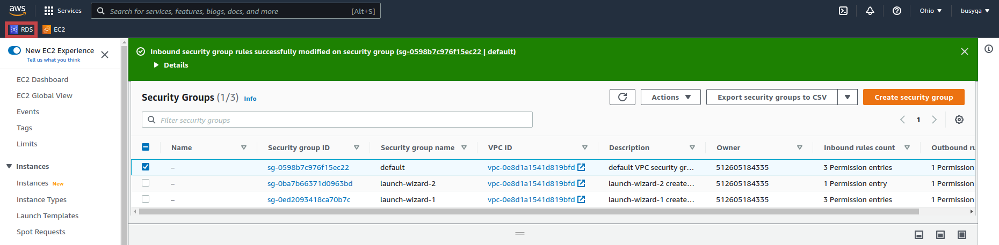 aws Services Search for services, features, blogs, docs, and more [Alt+S] Ohio ▼ busyqa ▼
RDS EC2
New EC2 Experience
Tell us what you think
EC2 Dashboard
EC2 Global View
Events
Tags
Limits
Instances
Instances New
Instance Types
Launch Templates
Spot Requests
Inbound security group rules successfully modified on security group (sg-0598b7c976f15ec22 | default)
Details
Security Groups (1/3) Info
Actions Export security groups to CSV Create security group
Filter security groups
1
Name Security group ID Security group name VPC ID Description Owner Inbound rules count Outbound ru
– sg-0598b7c976f15ec22 default vpc-0e8d1a1541d819bfd default VPC security gr... 512605184335 3 Permission entries 1 Permission
– sg-0ba7b66371d0963bd launch-wizard-2 vpc-0e8d1a1541d819bfd launch-wizard-2 create... 512605184335 1 Permission entry 1 Permission
– sg-0ed2093418ca70b7c launch-wizard-1 vpc-0e8d1a1541d819bfd launch-wizard-1 create... 512605184335 3 Permission entries 1 Permission